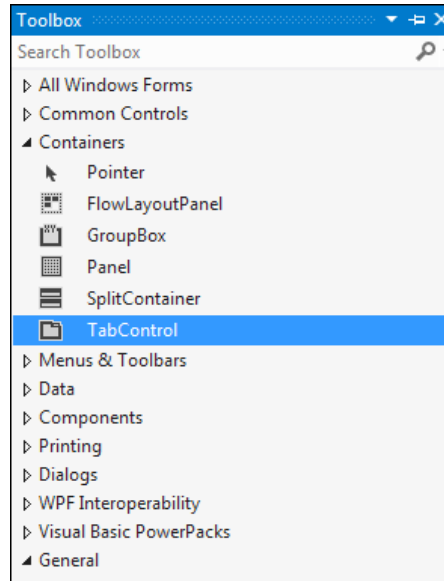 Toolbox
Search Toolbox
All Windows Forms
Common Controls
Containers
Pointer
FlowLayoutPanel
GroupBox
Panel
SplitContainer
TabControl
Menus & Toolbars
Data
Components
Printing
Dialogs
WPF Interoperability
Visual Basic PowerPacks
General